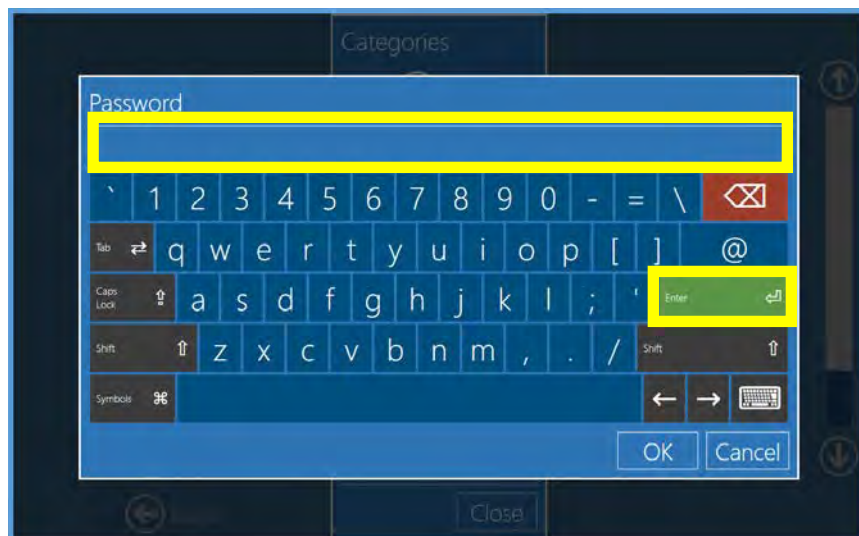 Categories
Password
` 1 2 3 4 5 6 7 8 9 0 - = \
Tab q w e r t y u i o p [ ] @
Caps Lock a s d f g h j k l ; ' Enter
Shift z x c v b n m , . / Shift
Symbols ⌘ ← →
OK Cancel
Close